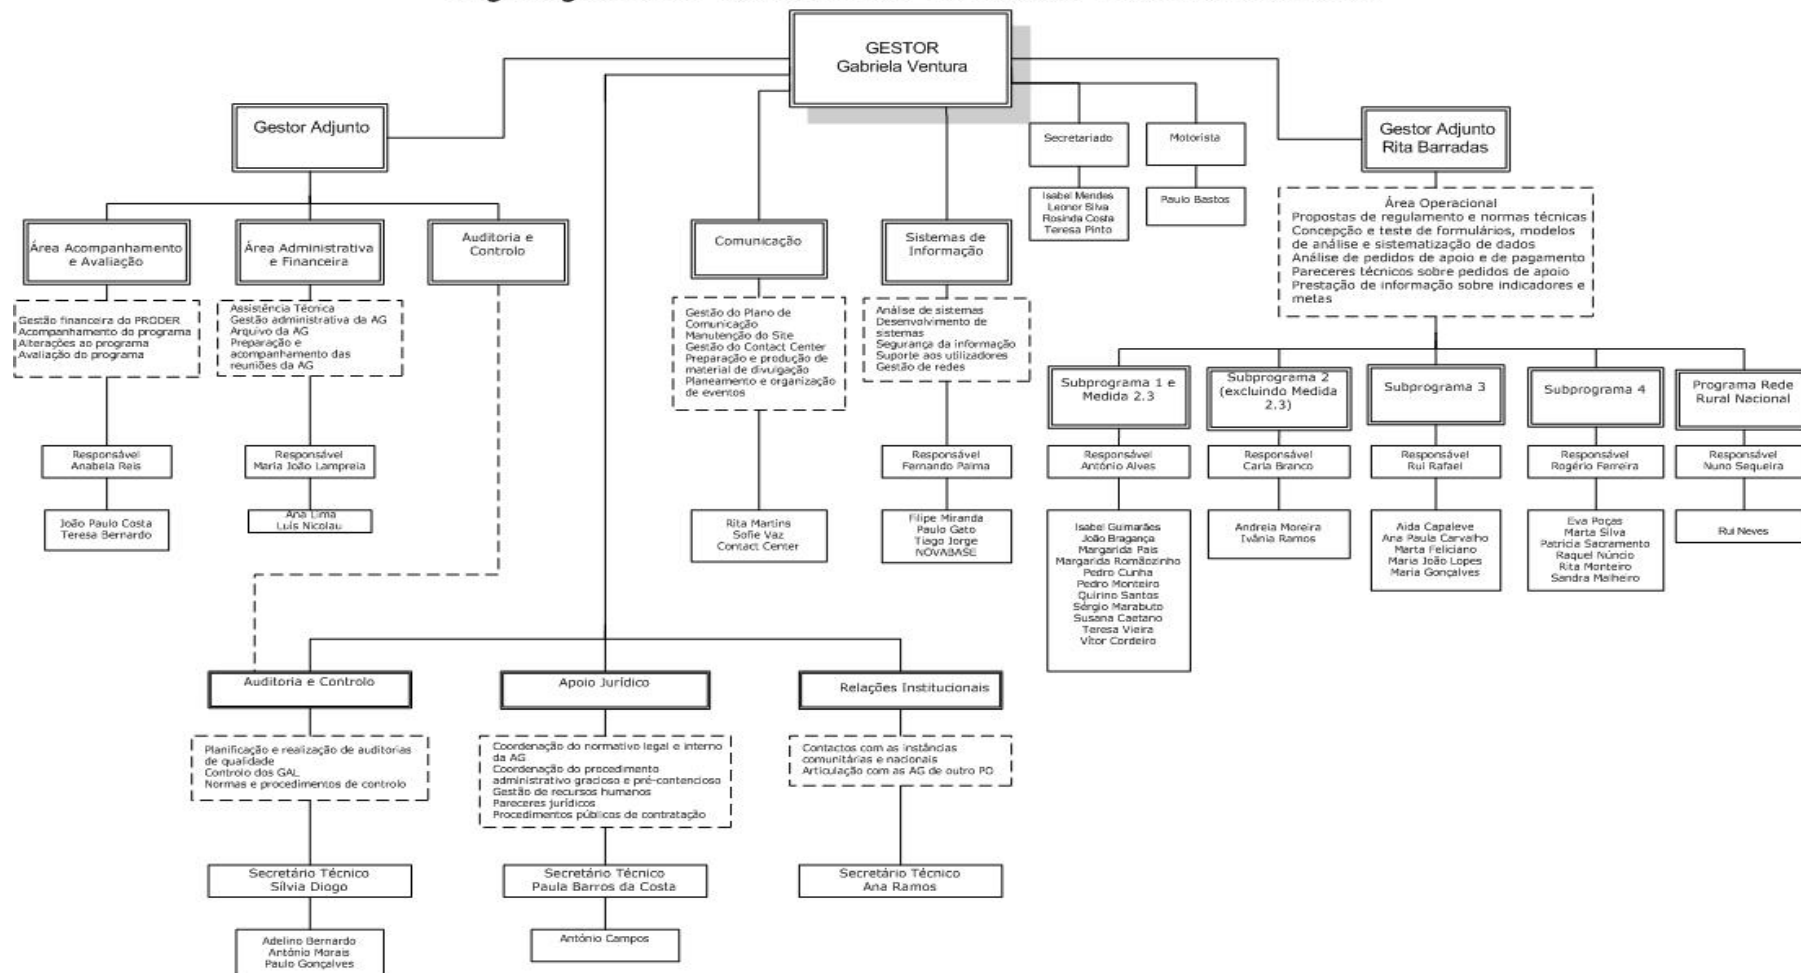 GESTOR
Gabriela Ventura
Gestor Adjunto
Gestor Adjunto
Rita Barradas
Secretariado
Motorista
Isabel Mendes
Leonor Silva
Rosinda Costa
Teresa Pinto
Paulo Bastos
Área Operacional
Propostas de regulamento e normas técnicas
Concepção e teste de formulários, modelos
de análise e sistematização de dados
Análise de pedidos de apoio e de pagamento
Pareceres técnicos sobre pedidos de apoio
Prestação de informação sobre indicadores e
metas
Área Acompanhamento
e Avaliação
Área Administrativa
e Financeira
Auditoria e
Controlo
Comunicação
Sistemas de
Informação
Gestão financeira do PRODER
Acompanhamento do programa
Alterações ao programa
Avaliação do programa
Assistência Técnica
Gestão administrativa da AG
Arquivo da AG
Preparação e
acompanhamento das
reuniões da AG
Gestão do Plano de
Comunicação
Manutenção do Site
Gestão do Contact Center
Preparação e produção de
material de divulgação
Planeamento e organização
de eventos
Análise de sistemas
Desenvolvimento de
sistemas
Segurança da informação
Suporte aos utilizadores
Gestão de redes
Subprograma 1 e
Medida 2.3
Subprograma 2
(excluindo Medida
2.3)
Subprograma 3
Subprograma 4
Programa Rede
Rural Nacional
Responsável
Anabela Reis
Responsável
Maria João Lampreia
Responsável
Fernando Palma
Responsável
António Alves
Responsável
Carla Branco
Responsável
Rui Rafael
Responsável
Rogério Ferreira
Responsável
Nuno Sequeira
João Paulo Costa
Teresa Bernardo
Ana Lima
Luís Nicolau
Rita Martins
Sofie Vaz
Contact Center
Filipe Miranda
Paulo Gato
Tiago Jorge
NOVABASE
Isabel Guimarães
João Bragança
Margarida Pais
Margarida Romãozinho
Pedro Cunha
Pedro Monteiro
Quirino Santos
Sérgio Marabuto
Susana Caetano
Teresa Vieira
Vítor Cordeiro
Andreia Moreira
Ivânia Ramos
Aida Capaleve
Ana Paula Carvalho
Marta Feliciano
Maria João Lopes
Maria Gonçalves
Eva Poças
Marta Silva
Patricia Sacramento
Raquel Núncio
Rita Monteiro
Sandra Malheiro
Rui Neves
Auditoria e Controlo
Apoio Jurídico
Relações Institucionais
Planificação e realização de auditorias
de qualidade
Controlo dos GAL
Normas e procedimentos de controlo
Coordenação do normativo legal e interno
da AG
Coordenação do procedimento
administrativo gracioso e pré-contencioso
Gestão de recursos humanos
Pareceres jurídicos
Procedimentos públicos de contratação
Contactos com as instâncias
comunitárias e nacionais
Articulação com as AG de outro PO
Secretário Técnico
Sílvia Diogo
Secretário Técnico
Paula Barros da Costa
Secretário Técnico
Ana Ramos
Adelino Bernardo
António Morais
Paulo Gonçalves
António Campos